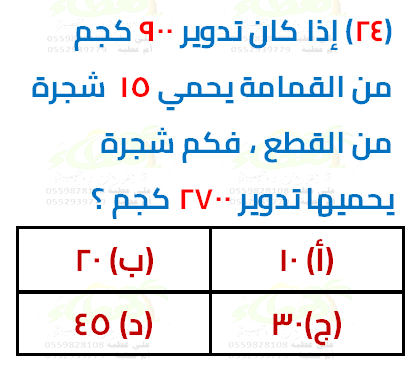 (٢٤) إذا كان تدوير ٩٠٠ كجم
من القمامة يحمي ١٥ شجرة
من القطع ، فكم شجرة
يحميها تدوير ٢٧٠٠ كجم ؟
(أ) ١٠
(ب) ٢٠
(ج) ٣٠
(د) ٤٥